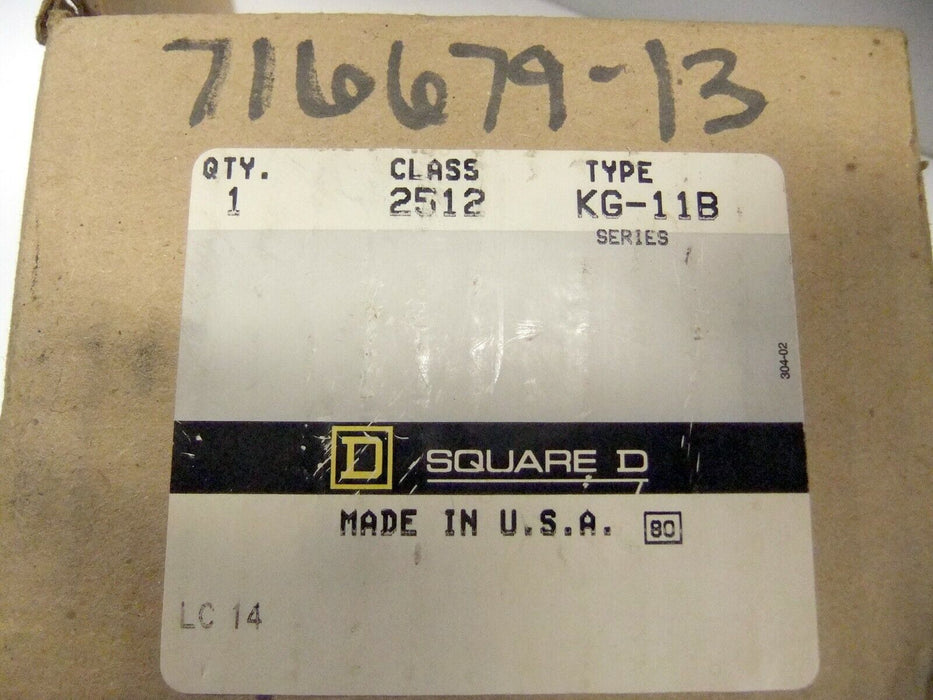 716679-13
QTY. CLASS TYPE
1 2512 KG-11B
SERIES
304-02
D SQUARE D
MADE IN U.S.A. 80
LC 14